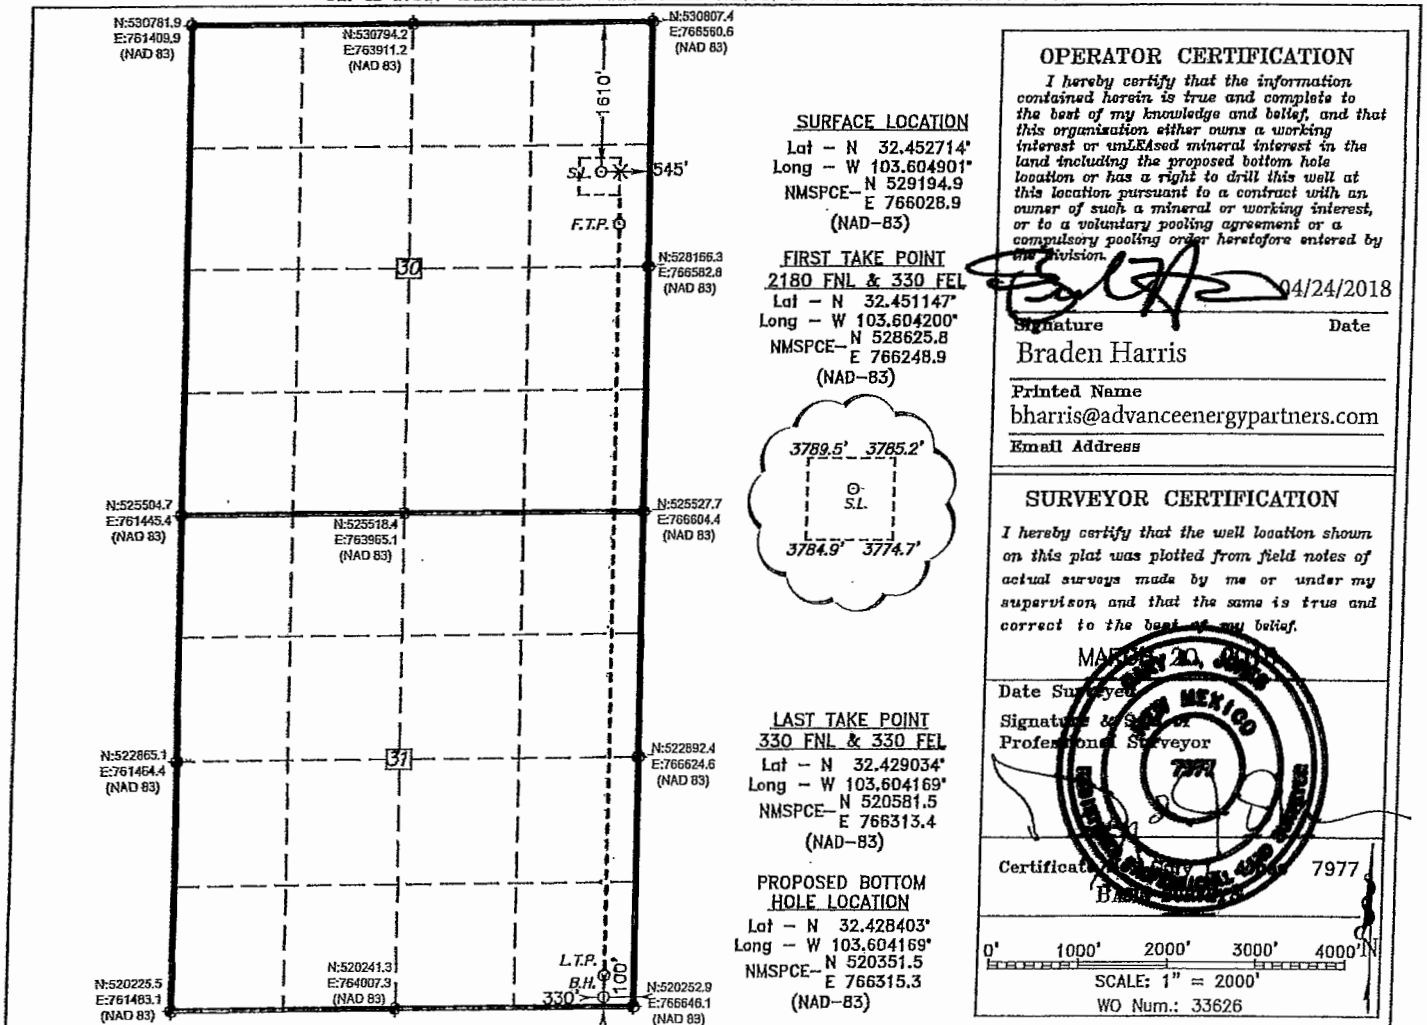 N:530781.9
E:761409.9
(NAD 83)
N:530794.2
E:763911.2
(NAD 83)
N:530807.4
E:766560.6
(NAD 83)
1610'
S.L.
545'
F.T.P.
30
N:528166.3
E:766582.8
(NAD 83)
N:525504.7
E:761445.4
(NAD 83)
N:525518.4
E:763965.1
(NAD 83)
N:525527.7
E:766604.4
(NAD 83)
N:522865.1
E:761464.4
(NAD 83)
31
N:522892.4
E:766624.6
(NAD 83)
N:520225.5
E:761483.1
(NAD 83)
N:520241.3
E:764007.3
(NAD 83)
L.T.P.
B.H.
330'
100'
N:520252.9
E:766646.1
(NAD 83)
SURFACE LOCATION
Lat - N 32.452714°
Long - W 103.604901°
NMSPCE- N 529194.9
E 766028.9
(NAD-83)
FIRST TAKE POINT
2180 FNL & 330 FEL
Lat - N 32.451147°
Long - W 103.604200°
NMSPCE- N 528625.8
E 766248.9
(NAD-83)
3789.5' 3785.2'
S.L.
3784.9' 3774.7'
LAST TAKE POINT
330 FNL & 330 FEL
Lat - N 32.429034°
Long - W 103.604169°
NMSPCE- N 520581.5
E 766313.4
(NAD-83)
PROPOSED BOTTOM
HOLE LOCATION
Lat - N 32.428403°
Long - W 103.604169°
NMSPCE- N 520351.5
E 766315.3
(NAD-83)
OPERATOR CERTIFICATION
I hereby certify that the information
contained herein is true and complete to
the best of my knowledge and belief, and that
this organization either owns a working
interest or unLEAsed mineral interest in the
land including the proposed bottom hole
location or has a right to drill this well at
this location pursuant to a contract with an
owner of such a mineral or working interest,
or to a voluntary pooling agreement or a
compulsory pooling order heretofore entered by
the division.
04/24/2018
Signature Date
Braden Harris
Printed Name
bharris@advanceenergypartners.com
Email Address
SURVEYOR CERTIFICATION
I hereby certify that the well location shown
on this plat was plotted from field notes of
actual surveys made by me or under my
supervison, and that the same is true and
correct to the best of my belief.
MARCH 20,
Date Surveyed
Signature & Seal of
Professional Surveyor
NEW MEXICO
7977
7977
0' 1000' 2000' 3000' 4000' N
SCALE: 1" = 2000'
WO Num.: 33626